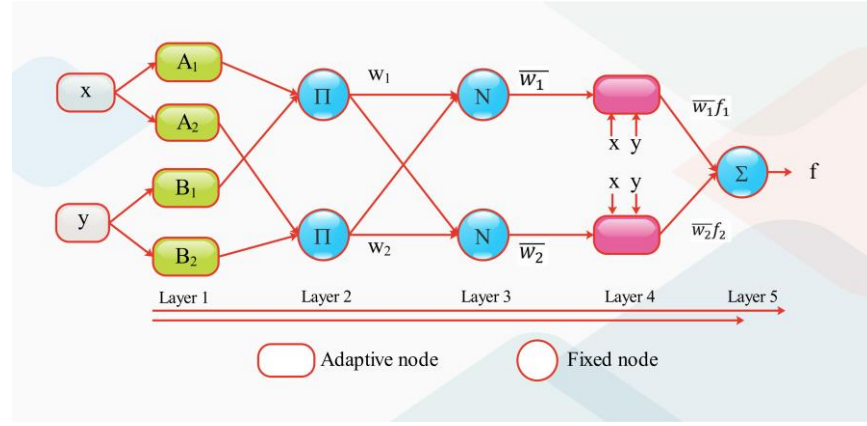 x
y
A₁
A₂
B₁
B₂
Π
Π
w₁
w₂
N
N
w̅₁
w̅₂
x y
x y
w̅₁f₁
w̅₂f₂
Σ
f
Layer 1 Layer 2 Layer 3 Layer 4 Layer 5
Adaptive node Fixed node